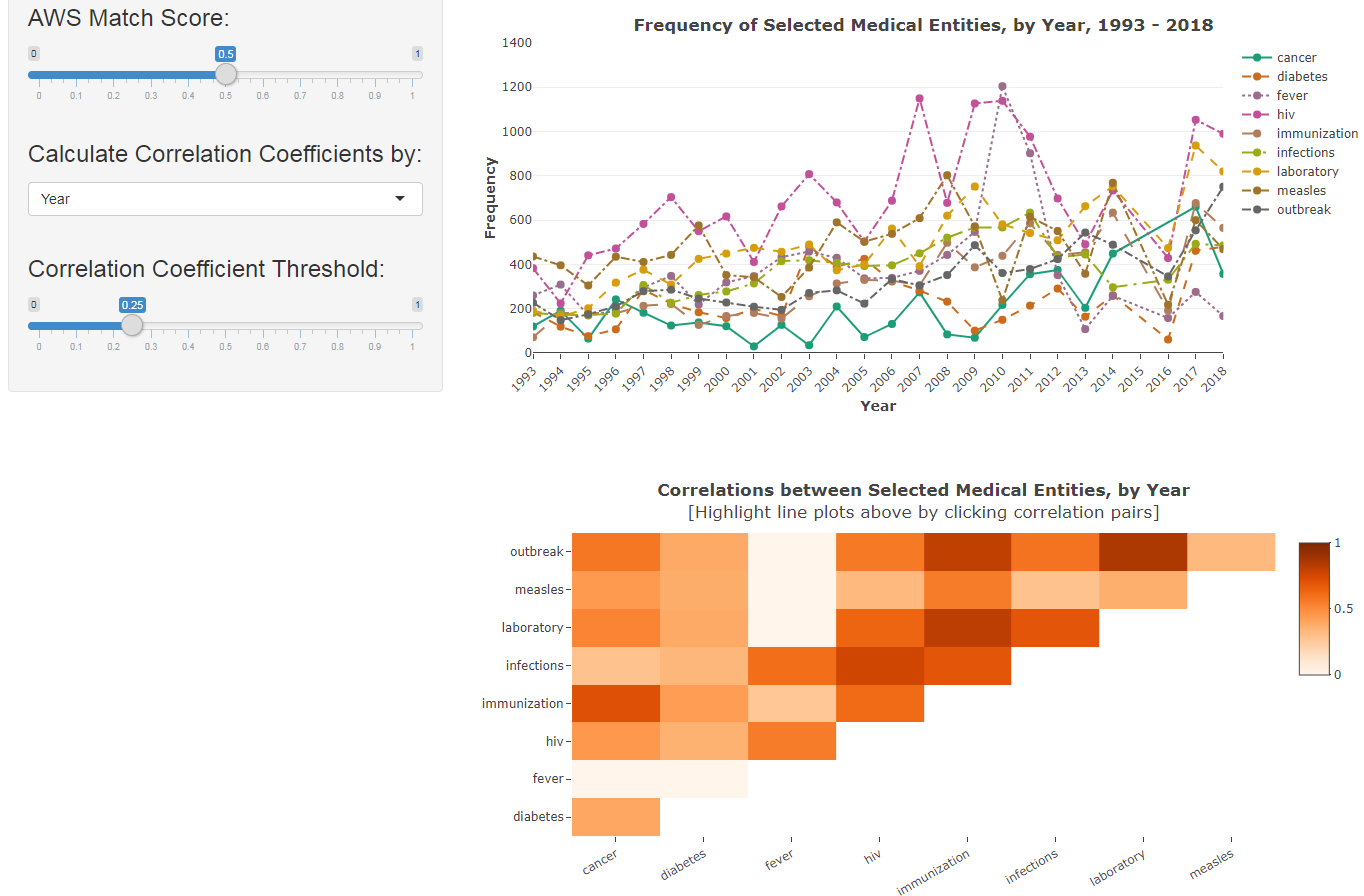 AWS Match Score:
0 0.5 1
0 0.1 0.2 0.3 0.4 0.5 0.6 0.7 0.8 0.9 1
Calculate Correlation Coefficients by:
Year
Correlation Coefficient Threshold:
0 0.25 1
0 0.1 0.2 0.3 0.4 0.5 0.6 0.7 0.8 0.9 1
Frequency of Selected Medical Entities, by Year, 1993 - 2018
1400
1200
1000
800
600
400
200
0
Frequency
1993 1994 1995 1996 1997 1998 1999 2000 2001 2002 2003 2004 2005 2006 2007 2008 2009 2010 2011 2012 2013 2014 2015 2016 2017 2018
Year
cancer
diabetes
fever
hiv
immunization
infections
laboratory
measles
outbreak
Correlations between Selected Medical Entities, by Year
[Highlight line plots above by clicking correlation pairs]
outbreak
measles
laboratory
infections
immunization
hiv
fever
diabetes
cancer diabetes fever hiv immunization infections laboratory measles
1
0.5
0